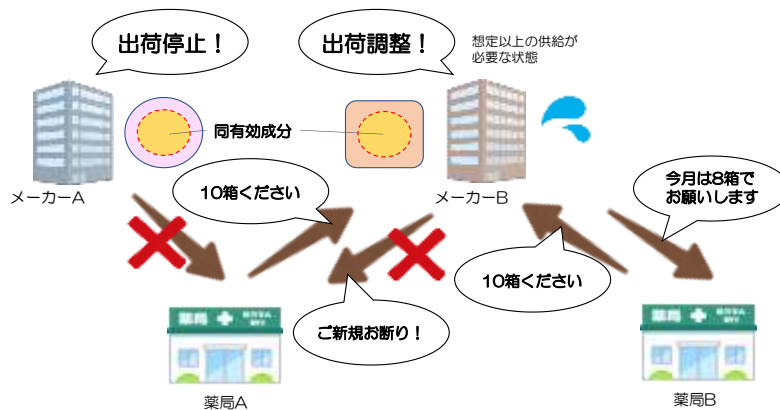 出荷停止！
出荷調整！
想定以上の供給が
必要な状態
同有効成分
メーカーA
メーカーB
10箱ください
今月は8箱で
お願いします
10箱ください
ご新規お断り！
薬局
薬局
薬局A
薬局B